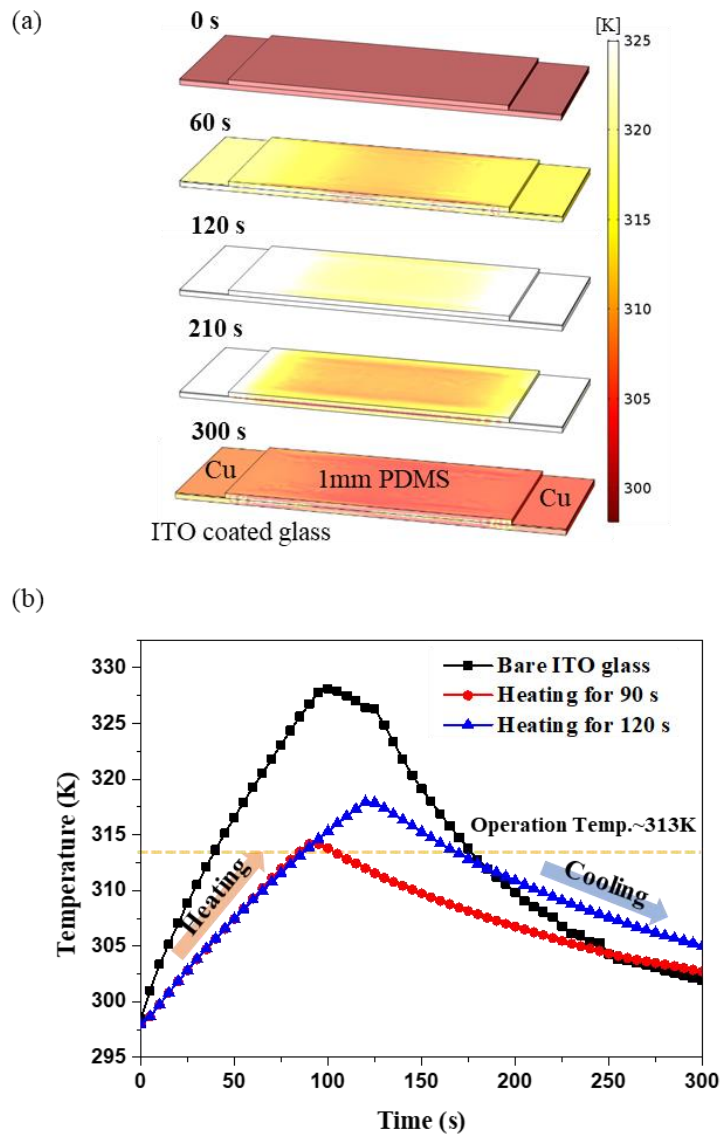 (a)
0 s
[K]
325
60 s
320
120 s
315
310
210 s
305
300 s
Cu
1mm PDMS
Cu
300
ITO coated glass
(b)
330
Bare ITO glass
Heating for 90 s
325
Heating for 120 s
320
Temperature (K)
315
Operation Temp.~313K
Heating
310
Cooling
305
300
295
0 50 100 150 200 250 300
Time (s)